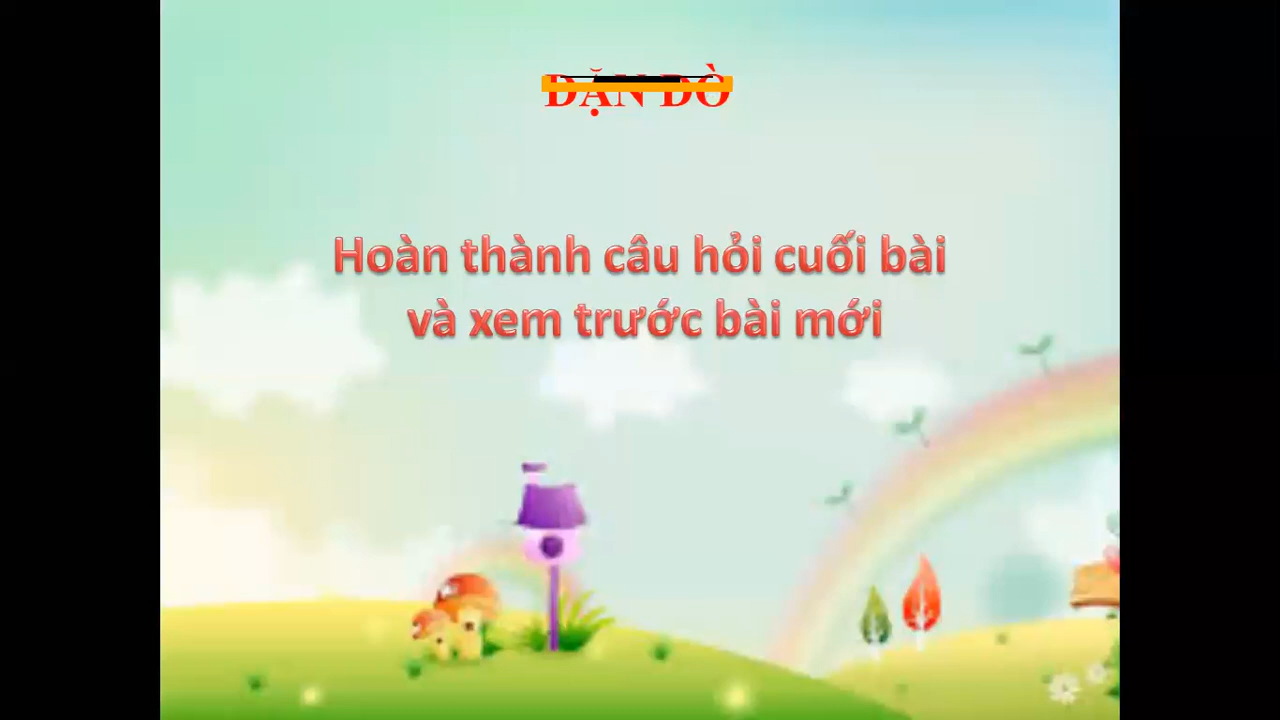 DẶN DÒ
Hoàn thành câu hỏi cuối bài
và xem trước bài mới